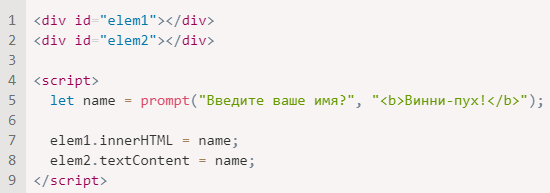 1 <div id="elem1"></div>
2 <div id="elem2"></div>
3
4 <script>
5   let name = prompt("Введите ваше имя?", "<b>Винни-пух!</b>");
6
7   elem1.innerHTML = name;
8   elem2.textContent = name;
9 </script>